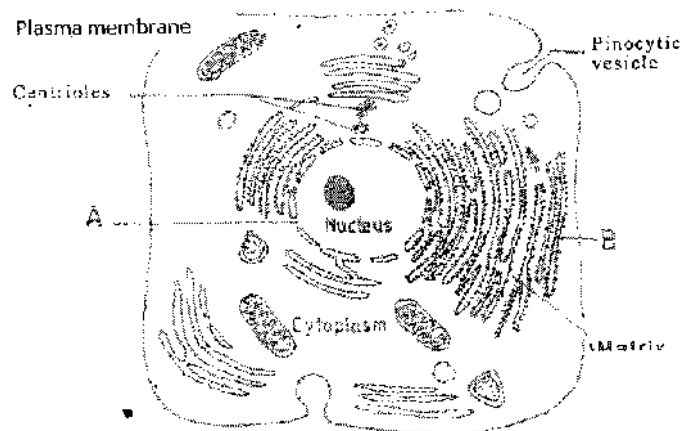 Plasma membrane
Pinocytic
vesicle
Centrioles
A
Nucleus
B
Cytoplasm
Matrix